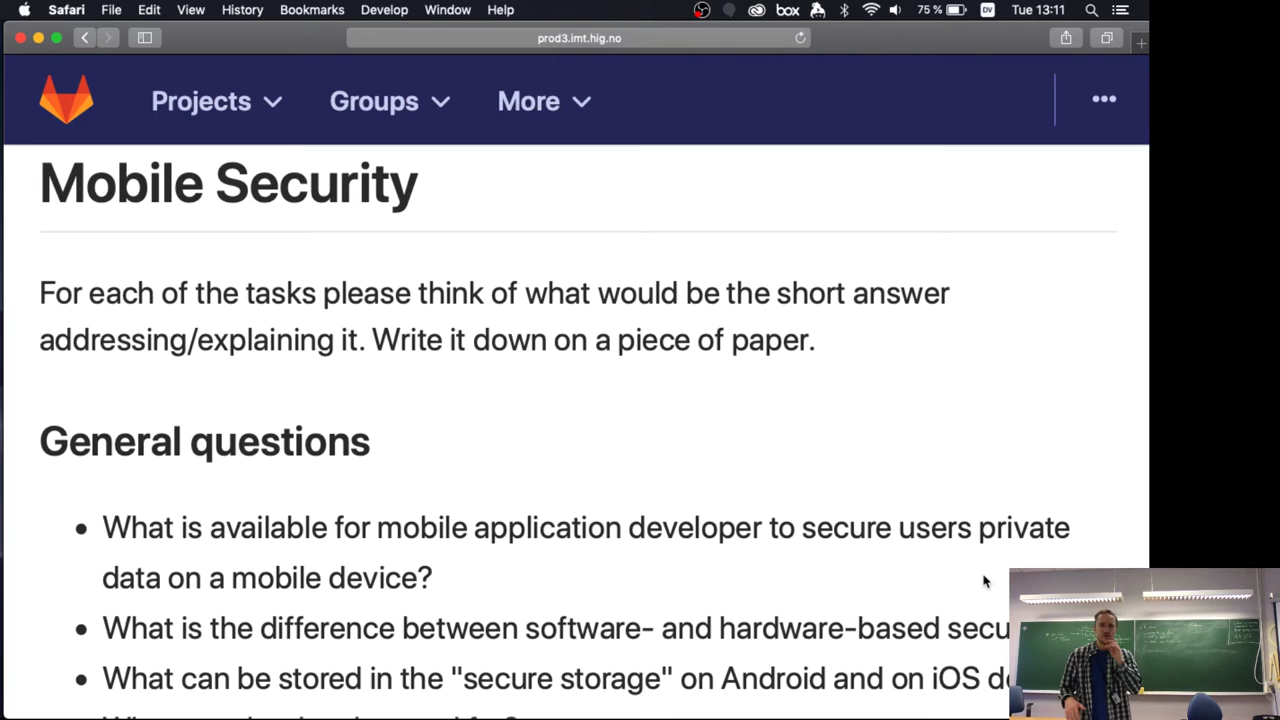 Safari File Edit View History Bookmarks Develop Window Help box 75 % DV Tue 13:11
prod3.imt.hig.no
Projects Groups More
Mobile Security
For each of the tasks please think of what would be the short answer
addressing/explaining it. Write it down on a piece of paper.
General questions
• What is available for mobile application developer to secure users private
data on a mobile device?
• What is the difference between software- and hardware-based secu
• What can be stored in the "secure storage" on Android and on iOS de